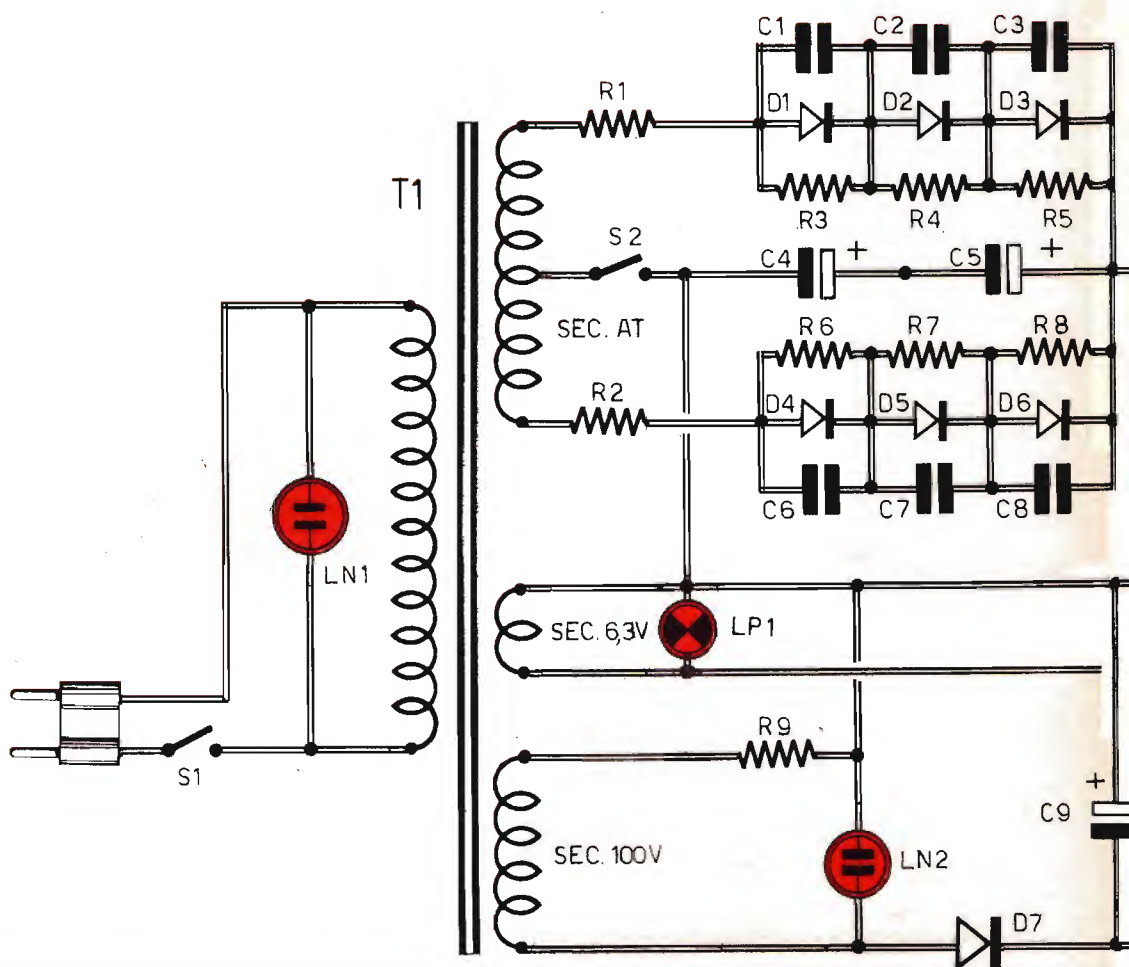 C1
C2
C3
R1
D1
D2
D3
T1
R3
R4
R5
S2
C4
+
C5
+
SEC. AT
R6
R7
R8
R2
D4
D5
D6
C6
C7
C8
LN1
SEC. 6,3V
LP1
S1
R9
+
C9
SEC. 100V
LN2
D7